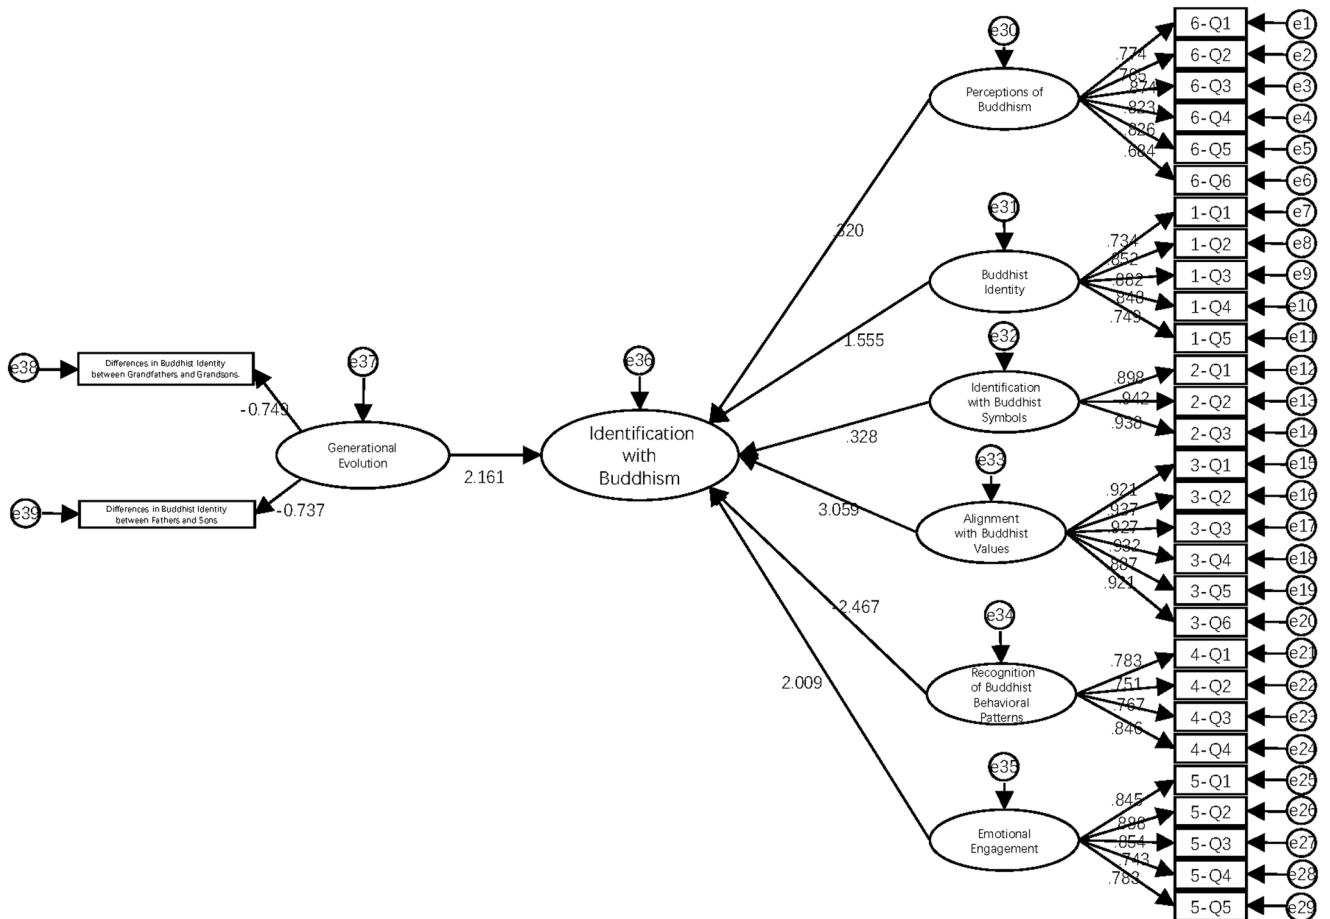 e30
Perceptions of
Buddhism
.774
.785
.874
.823
.826
.684
6-Q1
e1
6-Q2
e2
6-Q3
e3
6-Q4
e4
6-Q5
e5
6-Q6
e6
.320
e31
Buddhist
Identity
.734
.852
.882
.848
.749
1-Q1
e7
1-Q2
e8
1-Q3
e9
1-Q4
e10
1-Q5
e11
1.555
e32
Identification
with Buddhist
Symbols
.898
.942
.938
2-Q1
e12
2-Q2
e13
2-Q3
e14
.328
e38
Differences in Buddhist Identity
between Grandfathers and Grandsons.
-0.749
e37
Generational
Evolution
2.161
e36
Identification
with
Buddhism
e39
Differences in Buddhist Identity
between Fathers and Sons
-0.737
e33
Alignment
with Buddhist
Values
.921
.937
.927
.932
.887
.921
3-Q1
e15
3-Q2
e16
3-Q3
e17
3-Q4
e18
3-Q5
e19
3-Q6
e20
3.059
e34
Recognition
of Buddhist
Behavioral
Patterns
.783
.751
.767
.846
4-Q1
e21
4-Q2
e22
4-Q3
e23
4-Q4
e24
-2.467
2.009
e35
Emotional
Engagement
.845
.898
.854
.743
.783
5-Q1
e25
5-Q2
e26
5-Q3
e27
5-Q4
e28
5-Q5
e29